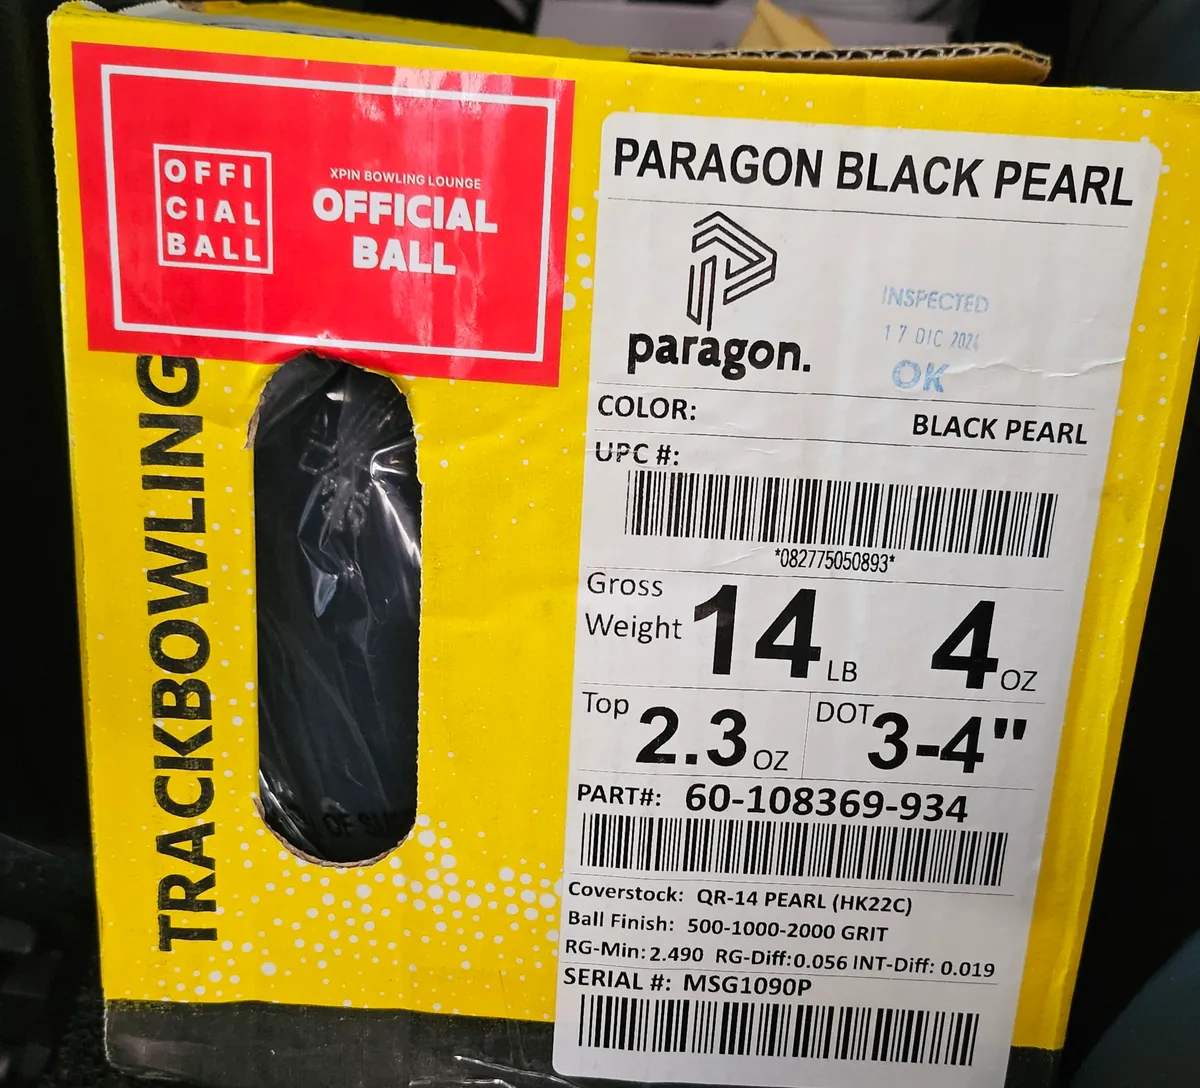 OFFI
CIAL
BALL
XPIN BOWLING LOUNGE
OFFICIAL
BALL
TRACKBOWLING
PARAGON BLACK PEARL
paragon.
INSPECTED
17 DIC 2024
OK
COLOR: BLACK PEARL
UPC #:
*082775050893*
Gross Weight 14 LB 4 OZ
Top 2.3 OZ DOT 3-4"
PART#: 60-108369-934
Coverstock: QR-14 PEARL (HK22C)
Ball Finish: 500-1000-2000 GRIT
RG-Min: 2.490 RG-Diff: 0.056 INT-Diff: 0.019
SERIAL #: MSG1090P